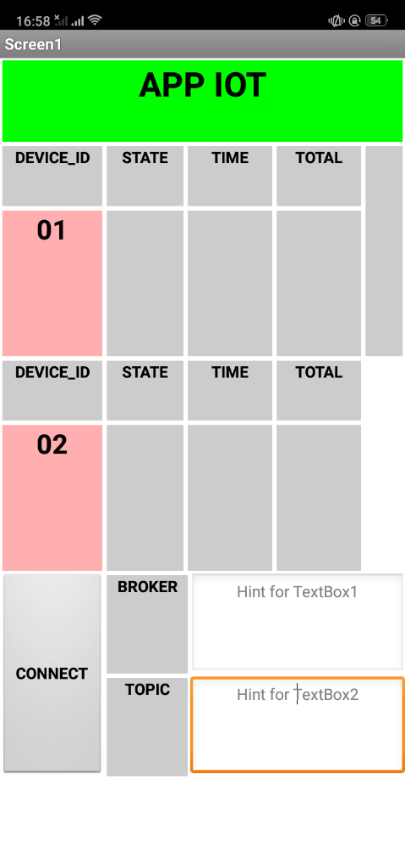 16:58 54
Screen1
APP IOT
DEVICE_ID STATE TIME TOTAL
01
DEVICE_ID STATE TIME TOTAL
02
CONNECT
BROKER Hint for TextBox1
TOPIC Hint for TextBox2